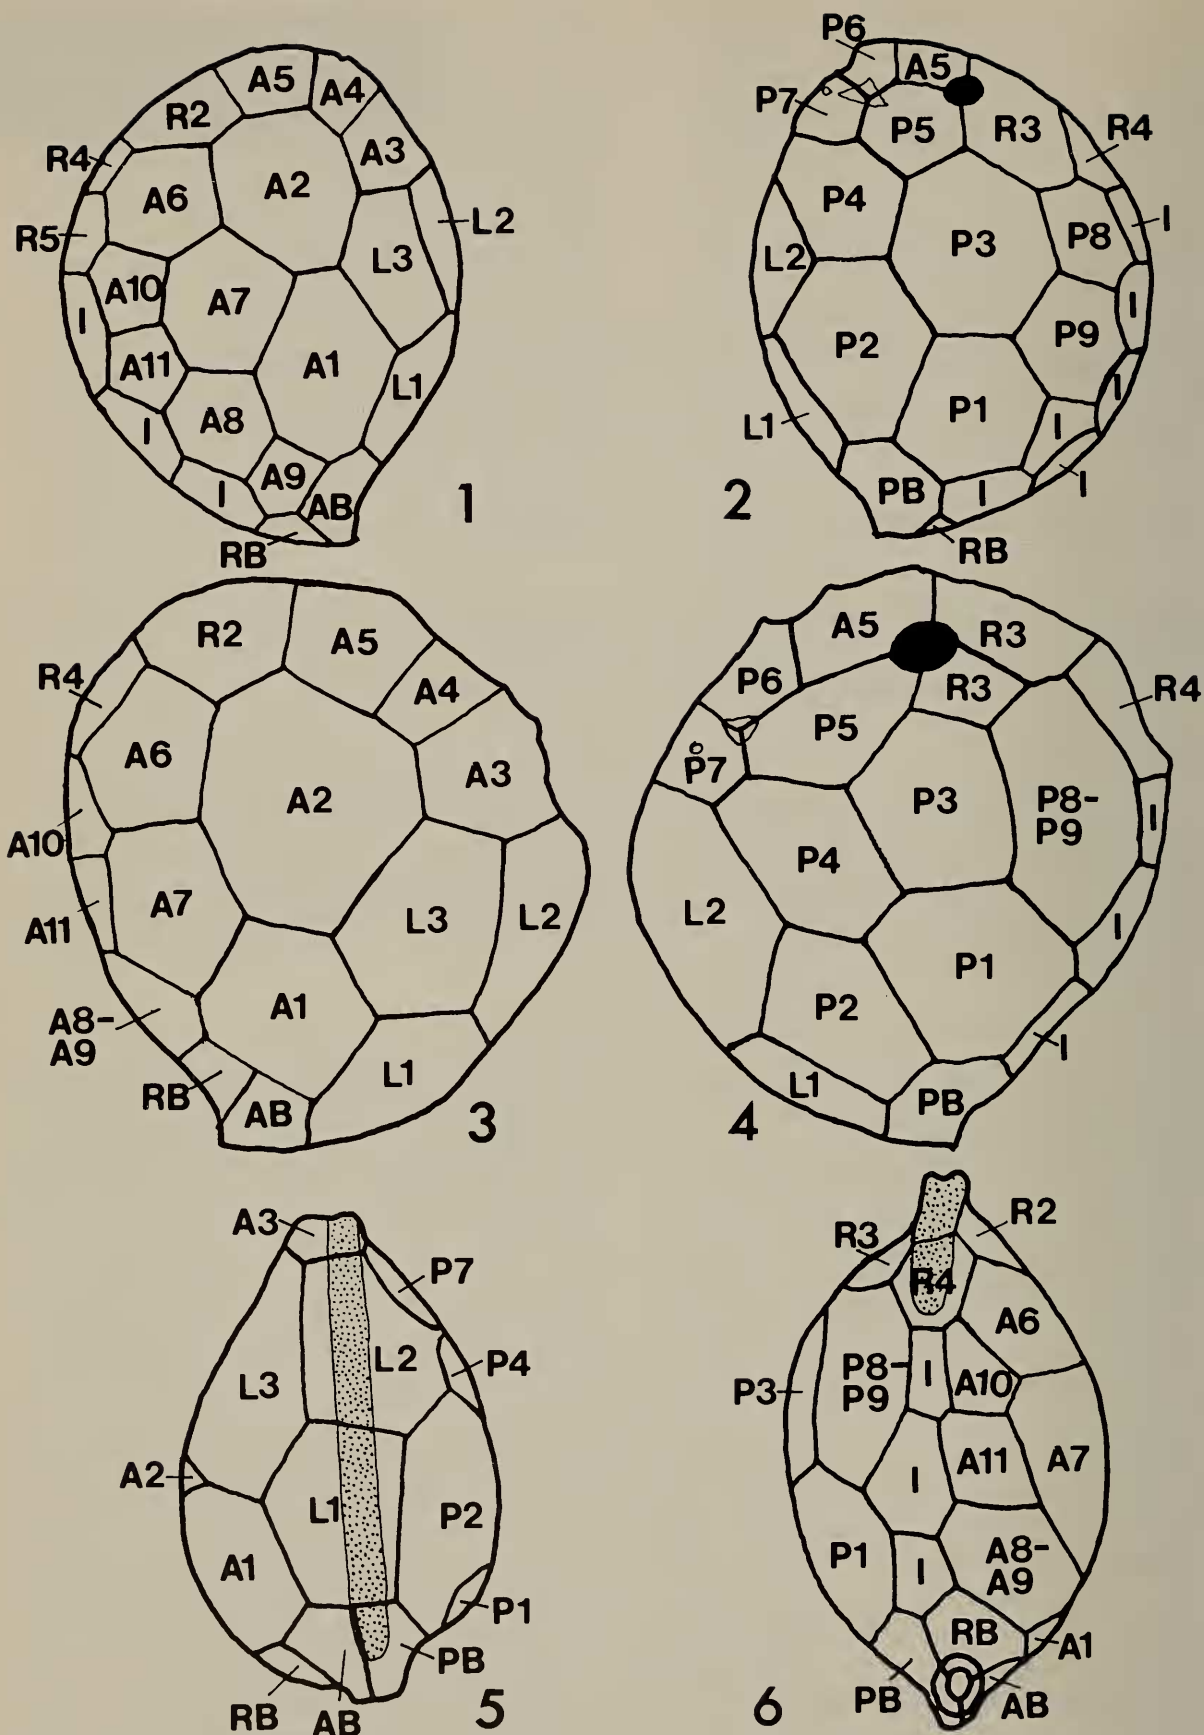 A5
A4
R2
A3
R4
A2
A6
L2
R5
L3
A10
A7
I
A11
A1
L1
A8
I
A9
I
AB
RB
1
P6
A5
P7
P5
R3
R4
P4
P3
P8
I
L2
I
P9
P2
I
P1
I
L1
I
PB
I
RB
2
R2
A5
R4
A4
A6
A3
A2
A10
A7
L3
L2
A11
A1
A8-
A9
L1
RB
AB
3
A5
R3
P6
R3
R4
P5
P7
P3
P8-
P9
I
P4
L2
I
P1
P2
I
L1
PB
4
A3
P7
L2
P4
L3
A2
L1
P2
A1
P1
PB
RB
AB
5
R2
R3
R4
A6
P8-
P9
I
A10
P3
I
A11
A7
P1
I
A8-
A9
RB
A1
PB
AB
6